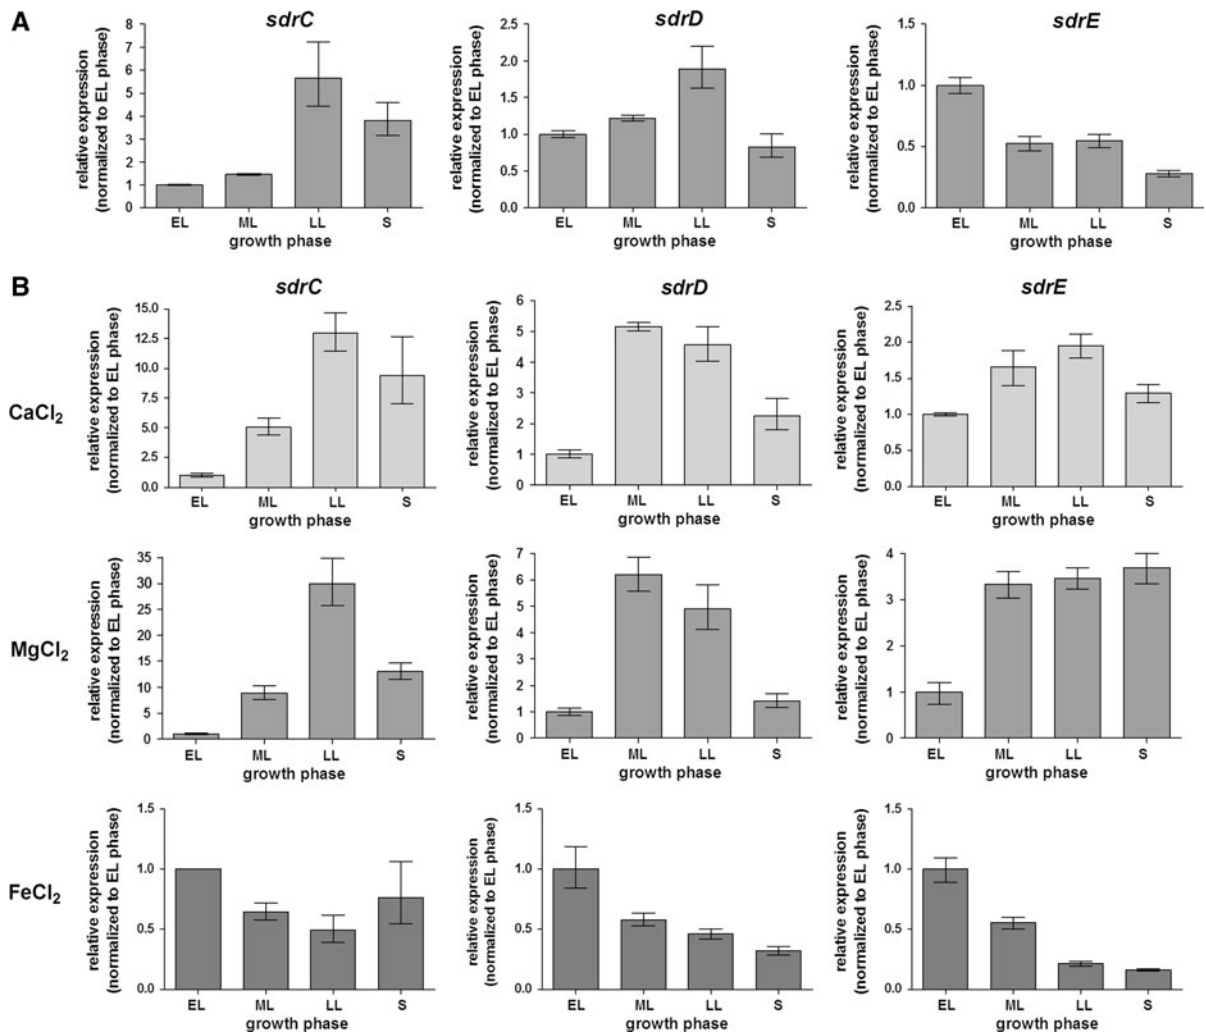 A
sdrC
sdrD
sdrE
relative expression
(normalized to EL phase)
8
7
6
5
4
3
2
1
0
EL ML LL S
growth phase
relative expression
(normalized to EL phase)
2.5
2.0
1.5
1.0
0.5
0.0
EL ML LL S
growth phase
relative expression
(normalized to EL phase)
1.5
1.0
0.5
0.0
EL ML LL S
growth phase
B
sdrC
sdrD
sdrE
CaCl2
relative expression
(normalized to EL phase)
15.0
12.5
10.0
7.5
5.0
2.5
0.0
EL ML LL S
growth phase
relative expression
(normalized to EL phase)
6
5
4
3
2
1
0
EL ML LL S
growth phase
relative expression
(normalized to EL phase)
2.5
2.0
1.5
1.0
0.5
0.0
EL ML LL S
growth phase
MgCl2
relative expression
(normalized to EL phase)
35
30
25
20
15
10
5
0
EL ML LL S
growth phase
relative expression
(normalized to EL phase)
7
6
5
4
3
2
1
0
EL ML LL S
growth phase
relative expression
(normalized to EL phase)
4
3
2
1
0
EL ML LL S
growth phase
FeCl2
relative expression
(normalized to EL phase)
1.5
1.0
0.5
0.0
EL ML LL S
growth phase
relative expression
(normalized to EL phase)
1.5
1.0
0.5
0.0
EL ML LL S
growth phase
relative expression
(normalized to EL phase)
1.5
1.0
0.5
0.0
EL ML LL S
growth phase